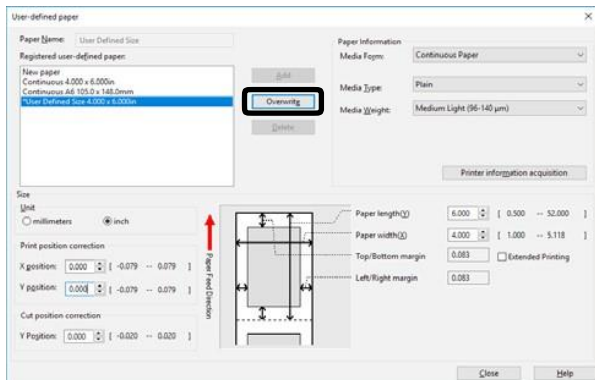 User-defined paper
Paper Name: User Defined Size
Registered user-defined paper:
New paper
Continuous 4.000 x 6.000in
Continuous A6 105.0 x 148.0mm
*User Defined Size 4.000 x 6.000in
Add
Overwrite
Delete
Paper Information
Media Form: Continuous Paper
Media Type: Plain
Media Weight: Medium Light (96-140 μm)
Printer information acquisition
Size
Unit
millimeters inch
Print position correction
X position: 0.000 [ -0.079 -- 0.079 ]
Y position: 0.000 [ -0.079 -- 0.079 ]
Cut position correction
Y Position: 0.000 [ -0.020 -- 0.020 ]
Paper Feed Direction
Paper length(Y) 6.000 [ 0.500 -- 52.000 ]
Paper width(X) 4.000 [ 1.000 -- 5.118 ]
Top/Bottom margin 0.083 Extended Printing
Left/Right margin 0.083
Close Help